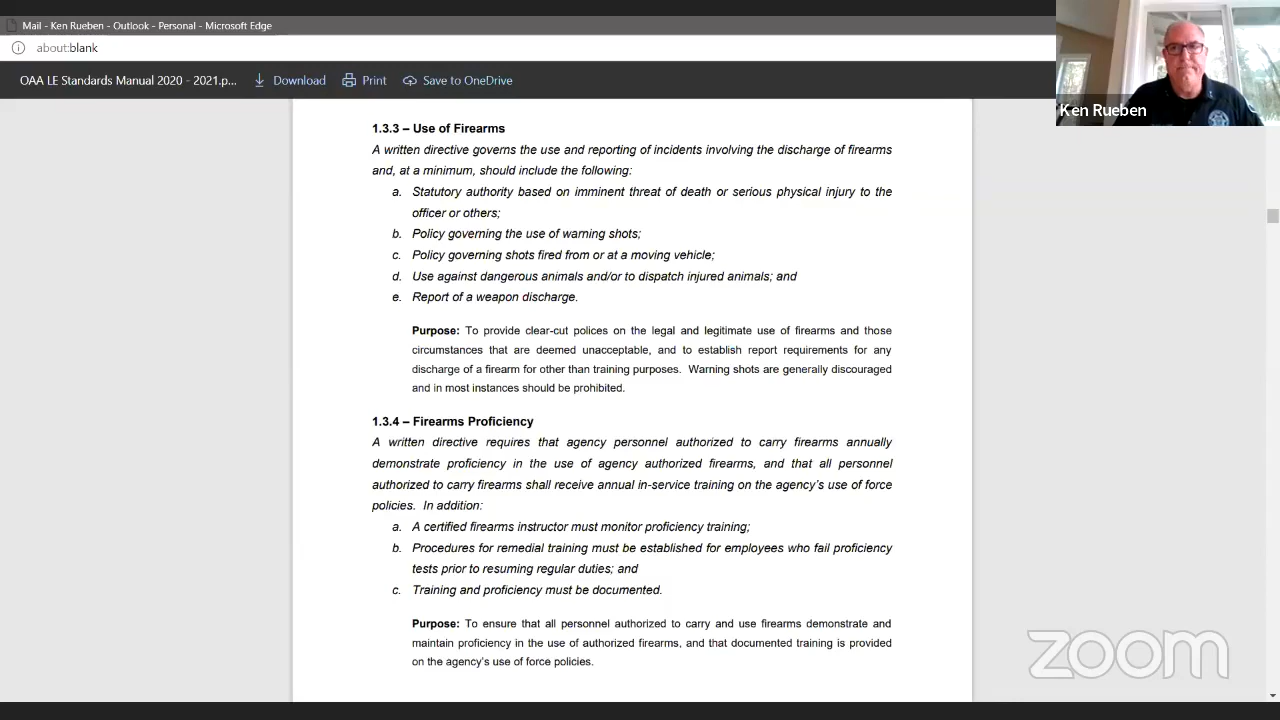 Mail - Ken Rueben - Outlook - Personal - Microsoft Edge
about:blank
OAA LE Standards Manual 2020 - 2021.p...
Download
Print
Save to OneDrive
Ken Rueben
1.3.3 – Use of Firearms
A written directive governs the use and reporting of incidents involving the discharge of firearms
and, at a minimum, should include the following:
a. Statutory authority based on imminent threat of death or serious physical injury to the
officer or others;
b. Policy governing the use of warning shots;
c. Policy governing shots fired from or at a moving vehicle;
d. Use against dangerous animals and/or to dispatch injured animals; and
e. Report of a weapon discharge.
Purpose: To provide clear-cut polices on the legal and legitimate use of firearms and those
circumstances that are deemed unacceptable, and to establish report requirements for any
discharge of a firearm for other than training purposes. Warning shots are generally discouraged
and in most instances should be prohibited.
1.3.4 – Firearms Proficiency
A written directive requires that agency personnel authorized to carry firearms annually
demonstrate proficiency in the use of agency authorized firearms, and that all personnel
authorized to carry firearms shall receive annual in-service training on the agency's use of force
policies. In addition:
a. A certified firearms instructor must monitor proficiency training;
b. Procedures for remedial training must be established for employees who fail proficiency
tests prior to resuming regular duties; and
c. Training and proficiency must be documented.
Purpose: To ensure that all personnel authorized to carry and use firearms demonstrate and
maintain proficiency in the use of authorized firearms, and that documented training is provided
on the agency's use of force policies.
zoom